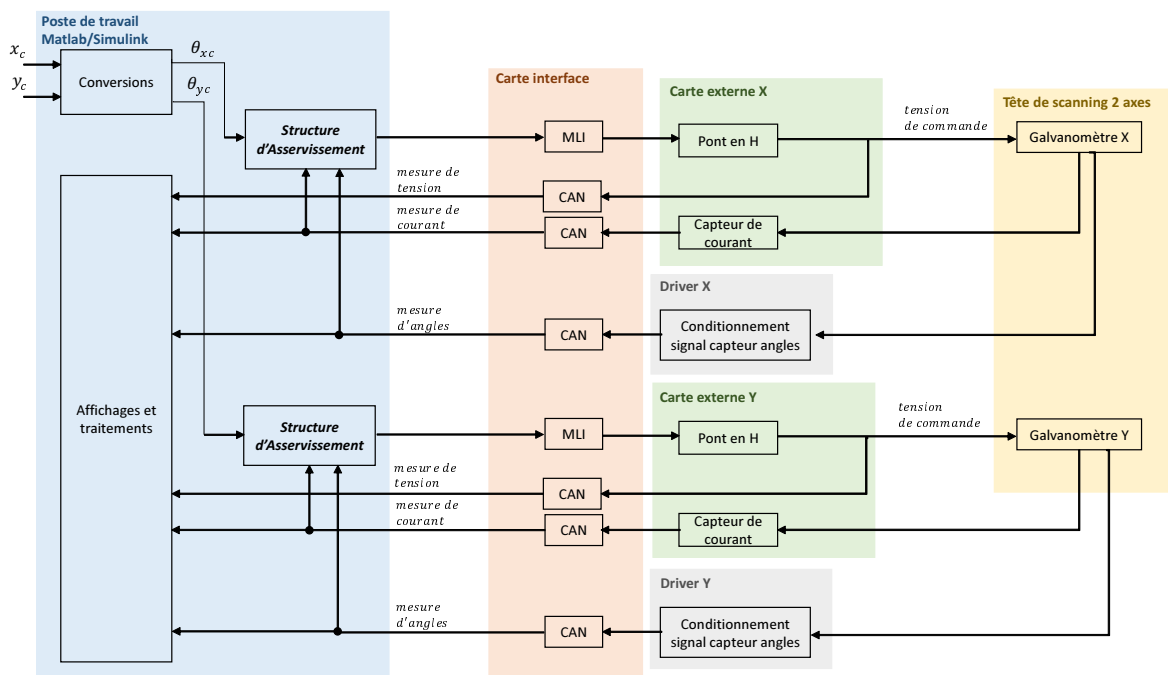 Poste de travail
Matlab/Simulink
x_c
y_c
Conversions
θ_xc
θ_yc
Structure
d'Asservissement
Carte interface
MLI
Carte externe X
Pont en H
tension
de commande
Tête de scanning 2 axes
Galvanomètre X
mesure de
tension
CAN
mesure de
courant
CAN
Capteur de
courant
Driver X
mesure
d'angles
CAN
Conditionnement
signal capteur angles
Affichages et
traitements
Structure
d'Asservissement
MLI
Carte externe Y
Pont en H
tension
de commande
Galvanomètre Y
mesure de
tension
CAN
mesure de
courant
CAN
Capteur de
courant
Driver Y
mesure
d'angles
CAN
Conditionnement
signal capteur angles